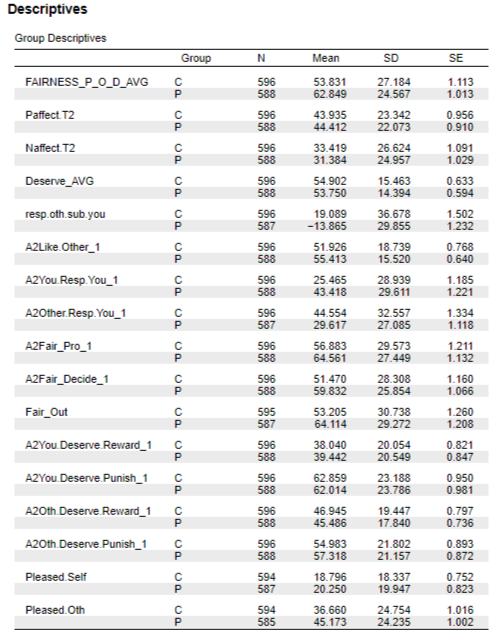 Descriptives
Group Descriptives
Group N Mean SD SE
FAIRNESS_P_O_D_AVG C 596 53.831 27.184 1.113
P 588 62.849 24.567 1.013
Paffect.T2 C 596 43.935 23.342 0.956
P 588 44.412 22.073 0.910
Naffect.T2 C 596 33.419 26.624 1.091
P 588 31.384 24.957 1.029
Deserve_AVG C 596 54.902 15.463 0.633
P 588 53.750 14.394 0.594
resp.oth.sub.you C 596 19.089 36.678 1.502
P 587 −13.865 29.855 1.232
A2Like.Other_1 C 596 51.926 18.739 0.768
P 588 55.413 15.520 0.640
A2You.Resp.You_1 C 596 25.465 28.939 1.185
P 588 43.418 29.611 1.221
A2Other.Resp.You_1 C 596 44.554 32.557 1.334
P 587 29.617 27.085 1.118
A2Fair_Pro_1 C 596 56.883 29.573 1.211
P 588 64.561 27.449 1.132
A2Fair_Decide_1 C 596 51.470 28.308 1.160
P 588 59.832 25.854 1.066
Fair_Out C 595 53.205 30.738 1.260
P 587 64.114 29.272 1.208
A2You.Deserve.Reward_1 C 596 38.040 20.054 0.821
P 588 39.442 20.549 0.847
A2You.Deserve.Punish_1 C 596 62.859 23.188 0.950
P 588 62.014 23.786 0.981
A2Oth.Deserve.Reward_1 C 596 46.945 19.447 0.797
P 588 45.486 17.840 0.736
A2Oth.Deserve.Punish_1 C 596 54.983 21.802 0.893
P 588 57.318 21.157 0.872
Pleased.Self C 594 18.796 18.337 0.752
P 587 20.250 19.947 0.823
Pleased.Oth C 594 36.660 24.754 1.016
P 585 45.173 24.235 1.002